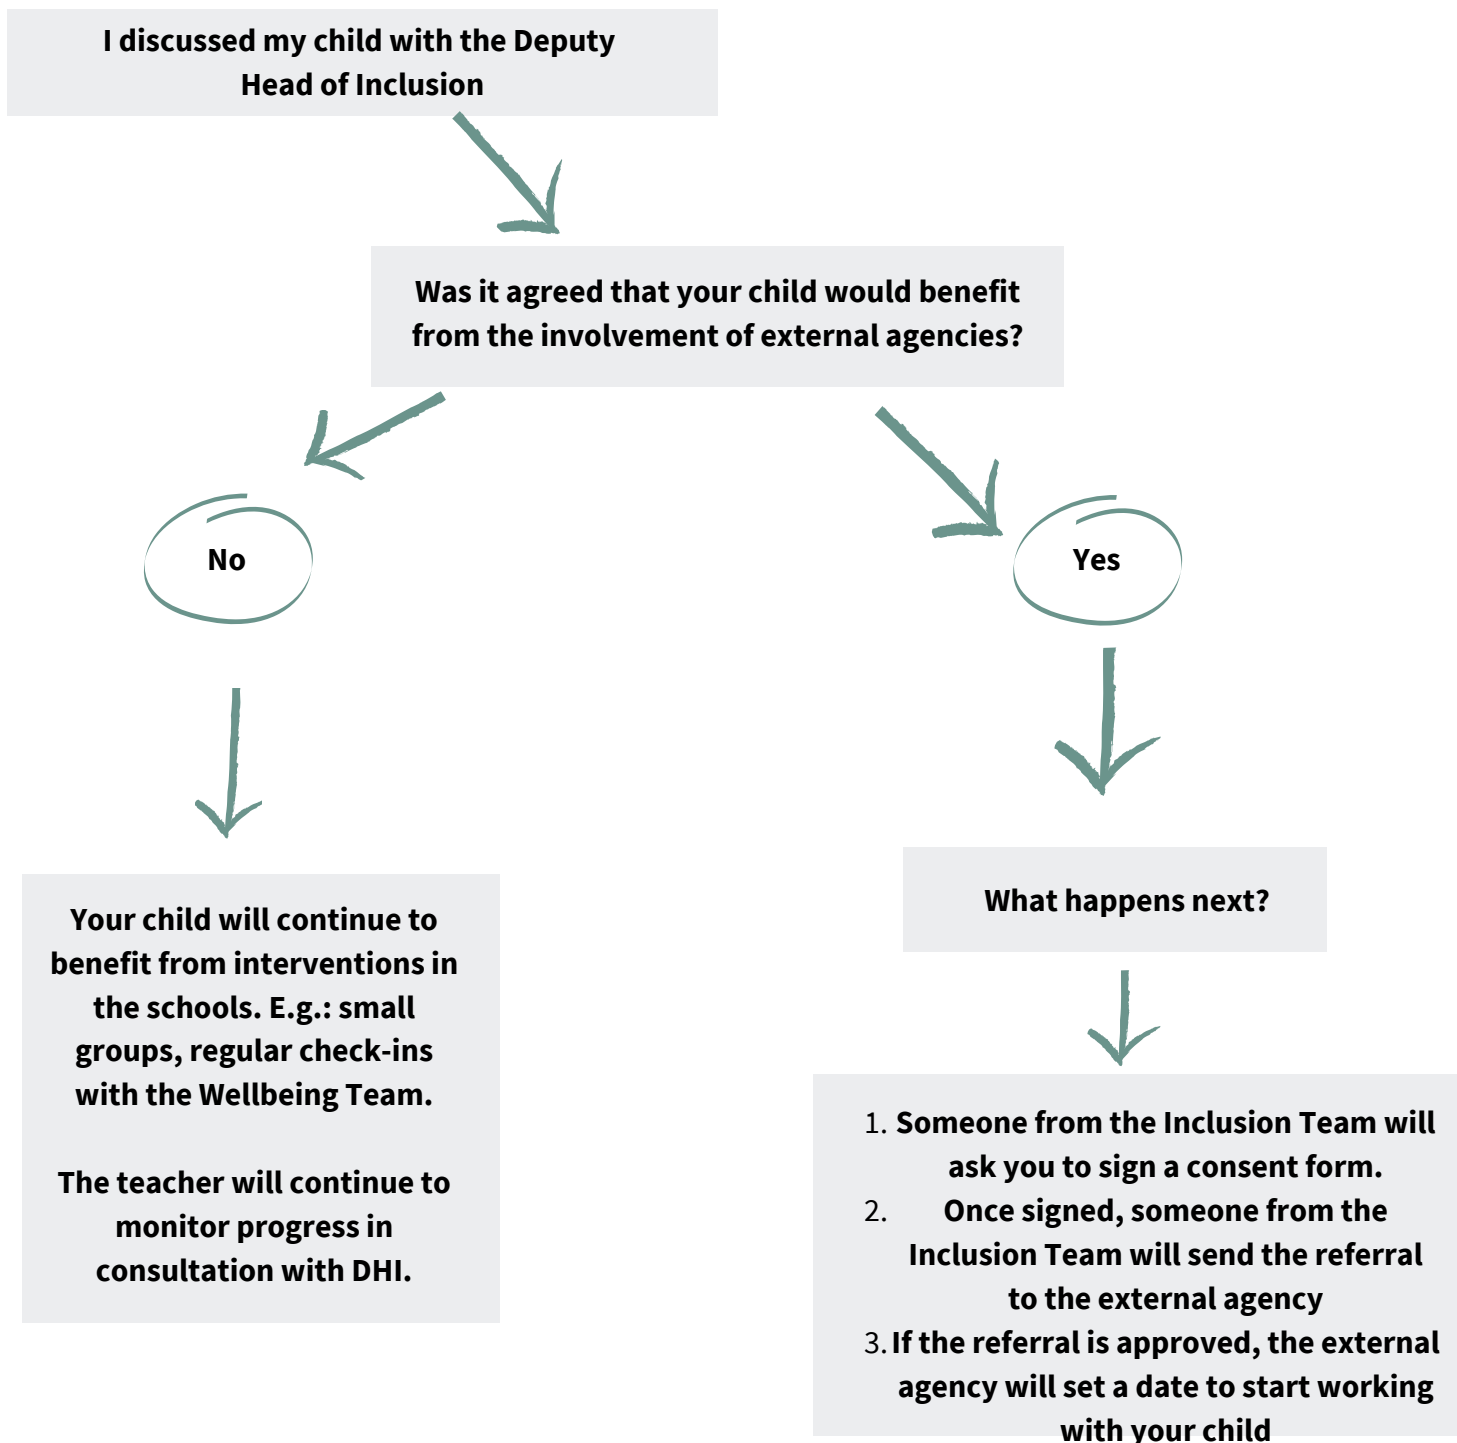 I discussed my child with the Deputy
Head of Inclusion
Was it agreed that your child would benefit
from the involvement of external agencies?
No
Yes
Your child will continue to
benefit from interventions in
the schools. E.g.: small
groups, regular check-ins
with the Wellbeing Team.
The teacher will continue to
monitor progress in
consultation with DHI.
What happens next?
1. Someone from the Inclusion Team will
ask you to sign a consent form.
2. Once signed, someone from the
Inclusion Team will send the referral
to the external agency
3. If the referral is approved, the external
agency will set a date to start working
with your child